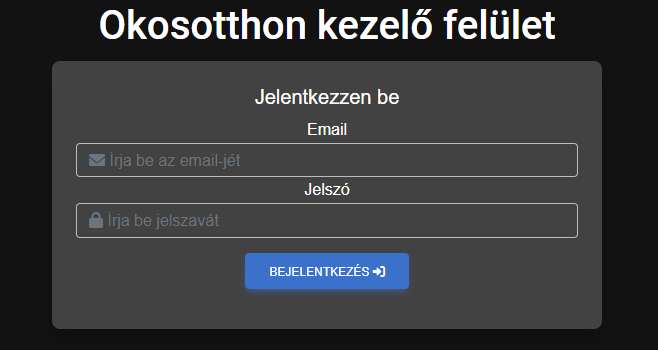 Okosotthon kezelő felület
Jelentkezzen be
Email
Írja be az email-jét
Jelszó
Írja be jelszavát
BEJELENTKEZÉS